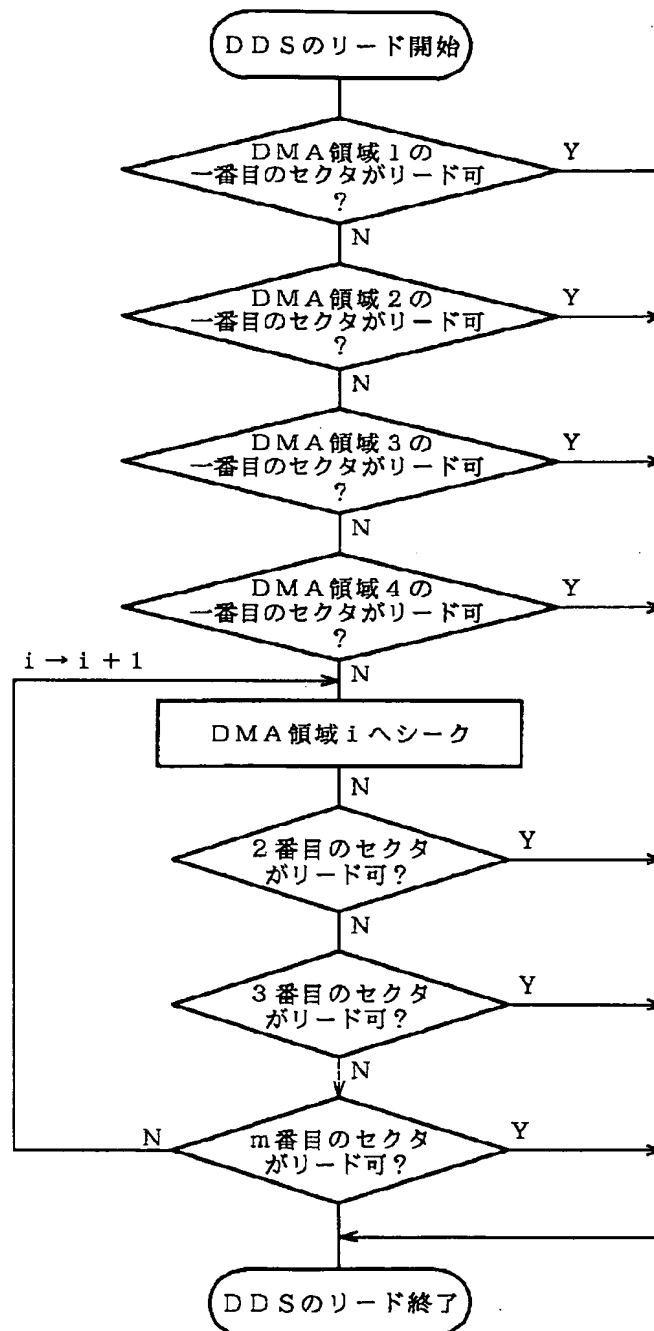 DDSのリード開始
DMA領域1の
一番目のセクタがリード可
?
Y
N
DMA領域2の
一番目のセクタがリード可
?
Y
N
DMA領域3の
一番目のセクタがリード可
?
Y
N
DMA領域4の
一番目のセクタがリード可
?
Y
N
i→i+1
DMA領域iへシーク
N
2番目のセクタ
がリード可?
Y
N
3番目のセクタ
がリード可?
Y
N
m番目のセクタ
がリード可?
N
Y
DDSのリード終了